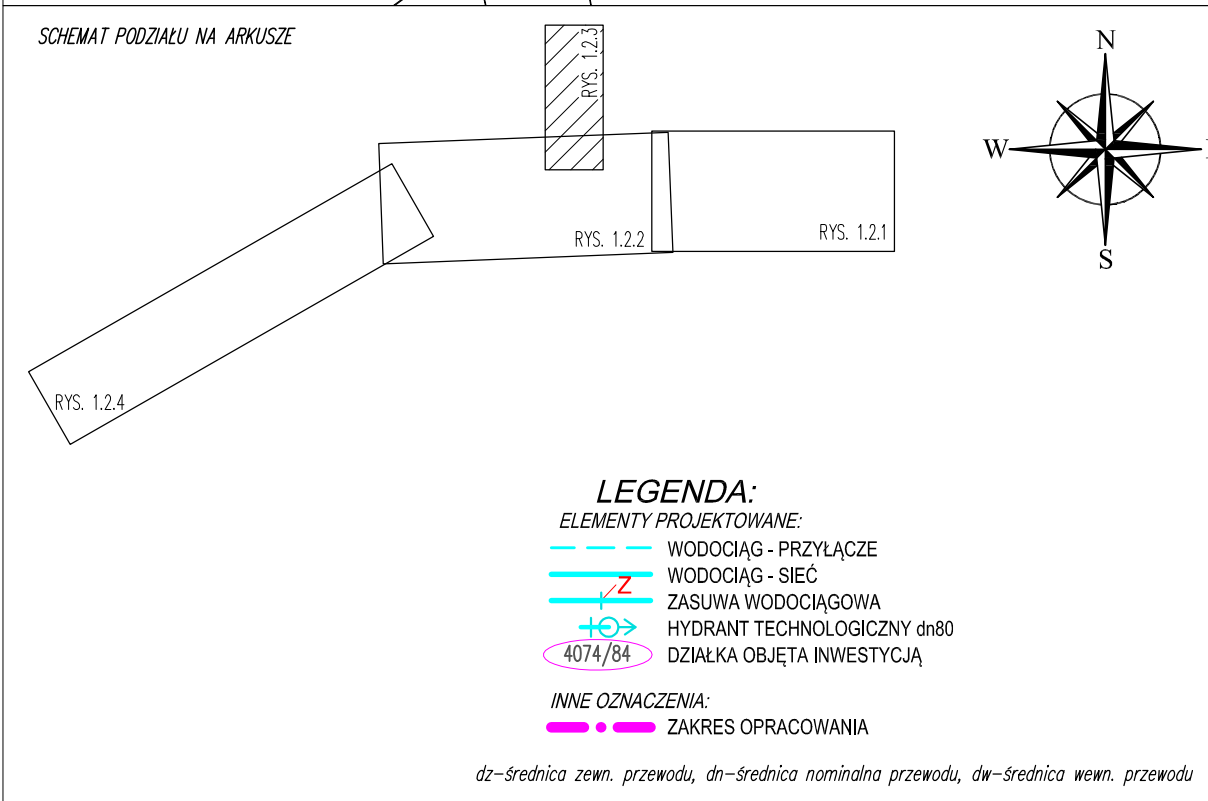 SCHEMAT PODZIAŁU NA ARKUSZE
RYS. 1.2.3
N
W
S
RYS. 1.2.2
RYS. 1.2.1
RYS. 1.2.4
LEGENDA:
ELEMENTY PROJEKTOWANE:
WODOCIĄG - PRZYŁĄCZE
WODOCIĄG - SIEĆ
Z
ZASUWA WODOCIĄGOWA
HYDRANT TECHNOLOGICZNY dn80
4074/84 DZIAŁKA OBJĘTA INWESTYCJĄ
INNE OZNACZENIA:
ZAKRES OPRACOWANIA
dz-średnica zewn. przewodu, dn-średnica nominalna przewodu, dw-średnica wewn. przewodu